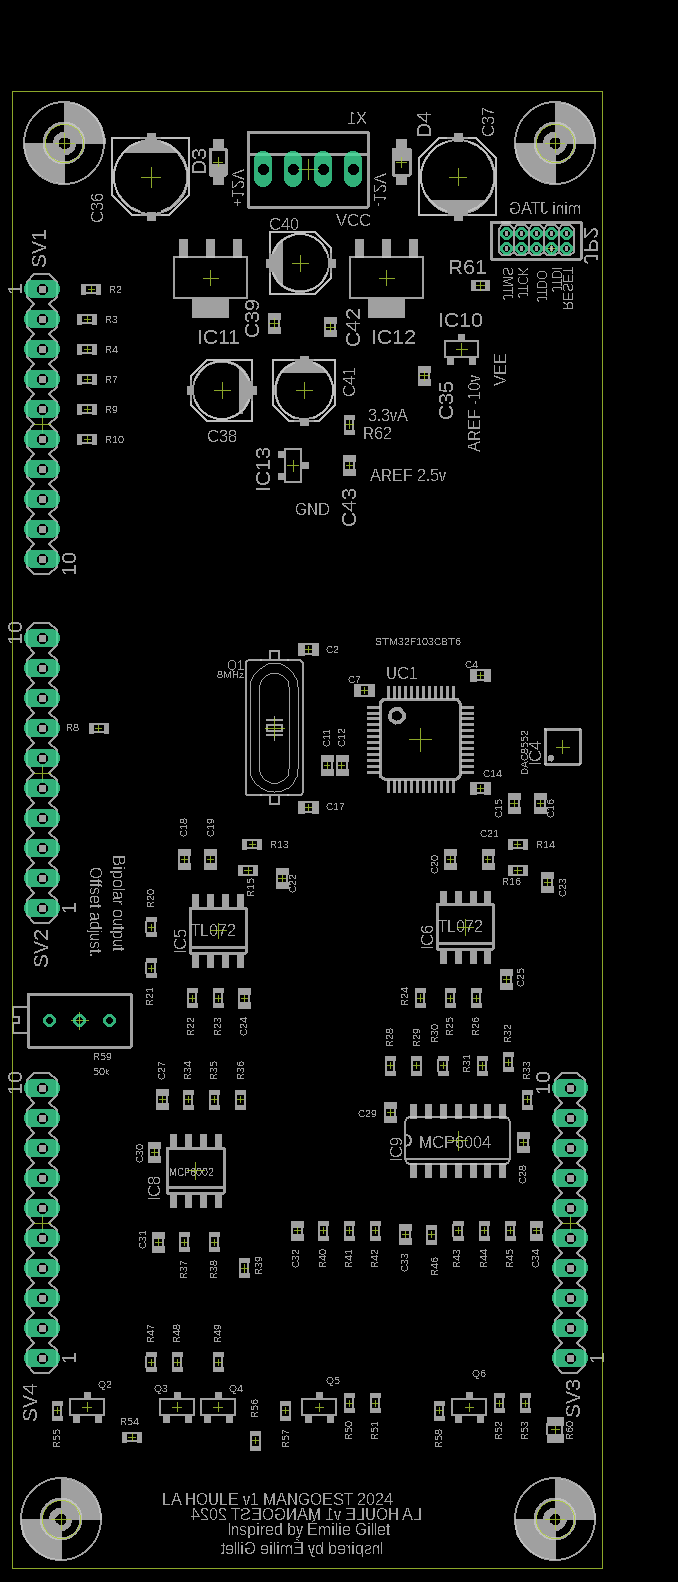 X1
D4
C37
D3
+12V
-12V
C36
VCC
mini JTAG
C40
JP2
SV1
R61
JTMS
JTCK
JTDO
JTDI
RESET
1
R2
C39
C42
IC10
R3
IC11
IC12
R4
VEE
R7
C41
C35
AREF -10v
R9
3.3vA
R62
R10
C38
IC13
AREF 2.5v
C43
GND
10
10
STM32F103CBT6
C2
Q1
8MHz
UC1
C4
C7
R8
C11
C12
DAC8552
IC4
C14
C15
C16
C17
C18
C19
R13
C21
R14
C20
R15
C22
R16
C23
Bipolar output
Offset adjust.
R20
1
TL072
IC5
TL072
IC6
SV2
R21
C25
R22
R23
C24
R24
R25
R26
R28
R29
R30
R31
R32
R59
50k
C27
R34
R35
R36
R33
10
10
C29
C30
MCP6002
IC8
MCP6004
IC9
C28
C31
R37
R38
R39
C32
R40
R41
R42
C33
R46
R43
R44
R45
C34
R47
R48
R49
1
1
SV4
Q2
Q3
Q4
Q5
Q6
SV3
R55
R54
R56
R57
R50
R51
R58
R52
R53
R60
LA HOULE v1 MANGOEST 2024
LA HOULE v1 MANGOEST 2024
Inspired by Émilie Gillet
Inspired by Émilie Gillet